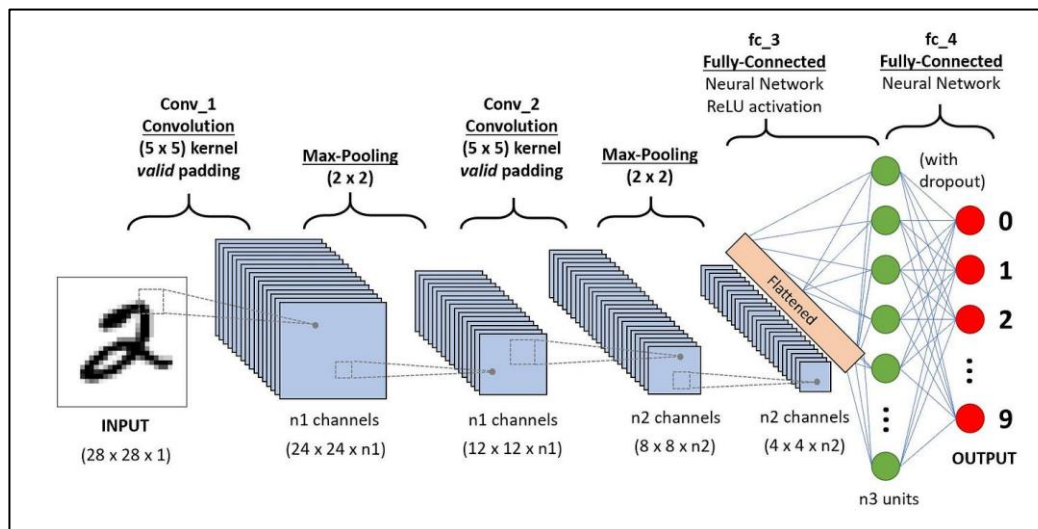 fc_3
Fully-Connected
Neural Network
ReLU activation
fc_4
Fully-Connected
Neural Network
Conv_1
Convolution
(5 x 5) kernel
valid padding
Max-Pooling
(2 x 2)
Conv_2
Convolution
(5 x 5) kernel
valid padding
Max-Pooling
(2 x 2)
(with
dropout)
Flattened
0
1
2
...
9
...
INPUT
(28 x 28 x 1)
n1 channels
(24 x 24 x n1)
n1 channels
(12 x 12 x n1)
n2 channels
(8 x 8 x n2)
n2 channels
(4 x 4 x n2)
OUTPUT
n3 units